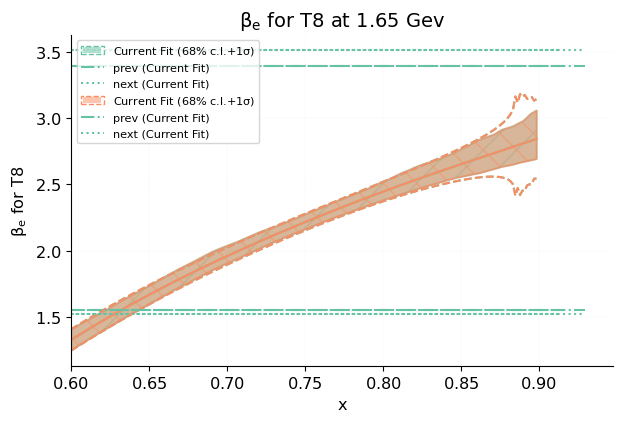 βe for T8 at 1.65 Gev
Current Fit (68% c.l.+1σ)
prev (Current Fit)
next (Current Fit)
Current Fit (68% c.l.+1σ)
prev (Current Fit)
next (Current Fit)
3.5
3.0
2.5
2.0
1.5
βe for T8
0.60 0.65 0.70 0.75 0.80 0.85 0.90
x